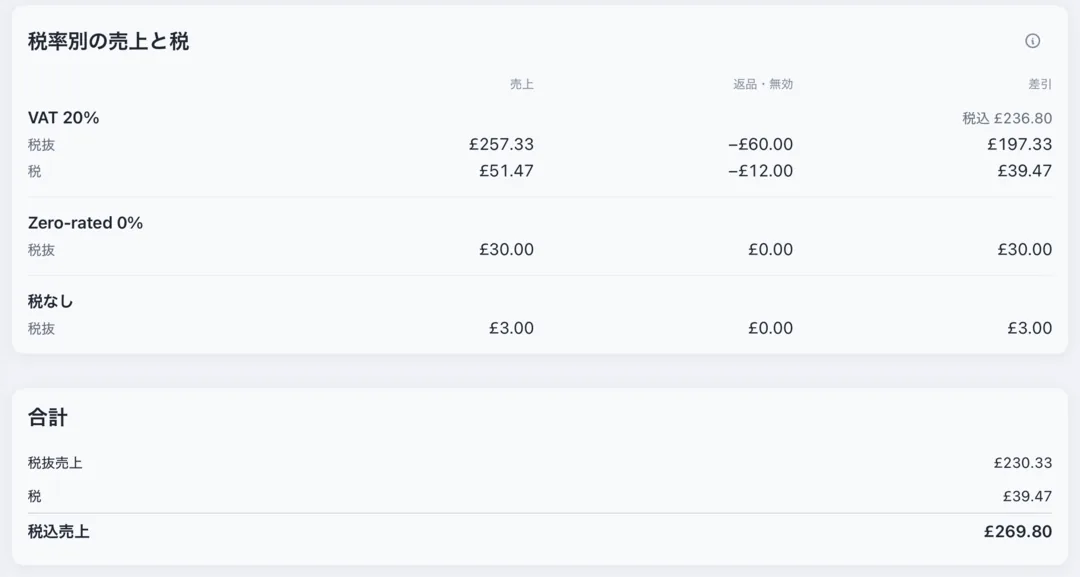 税率別の売上と税
売上 返品・無効 差引
VAT 20% 税込 £236.80
税抜 £257.33 −£60.00 £197.33
税 £51.47 −£12.00 £39.47
Zero-rated 0%
税抜 £30.00 £0.00 £30.00
税なし
税抜 £3.00 £0.00 £3.00
合計
税抜売上 £230.33
税 £39.47
税込売上 £269.80